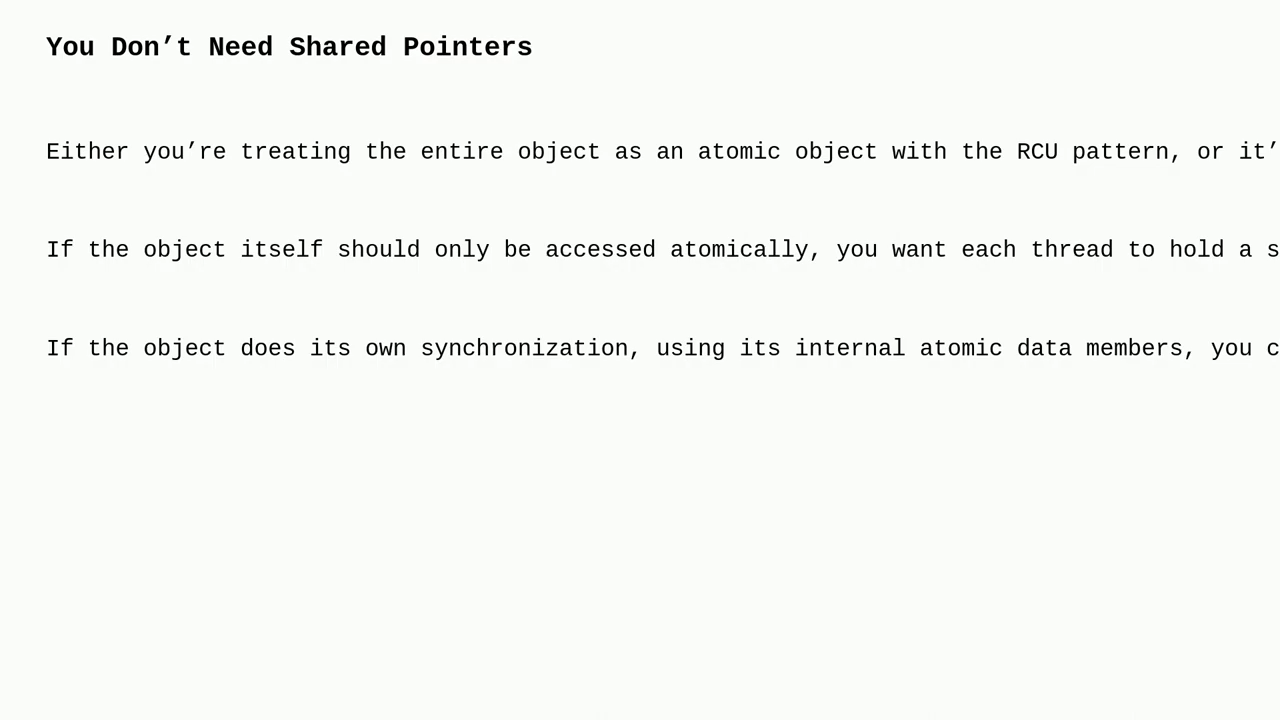 You Don’t Need Shared Pointers
Either you’re treating the entire object as an atomic object with the RCU pattern, or it’
If the object itself should only be accessed atomically, you want each thread to hold a s
If the object does its own synchronization, using its internal atomic data members, you c